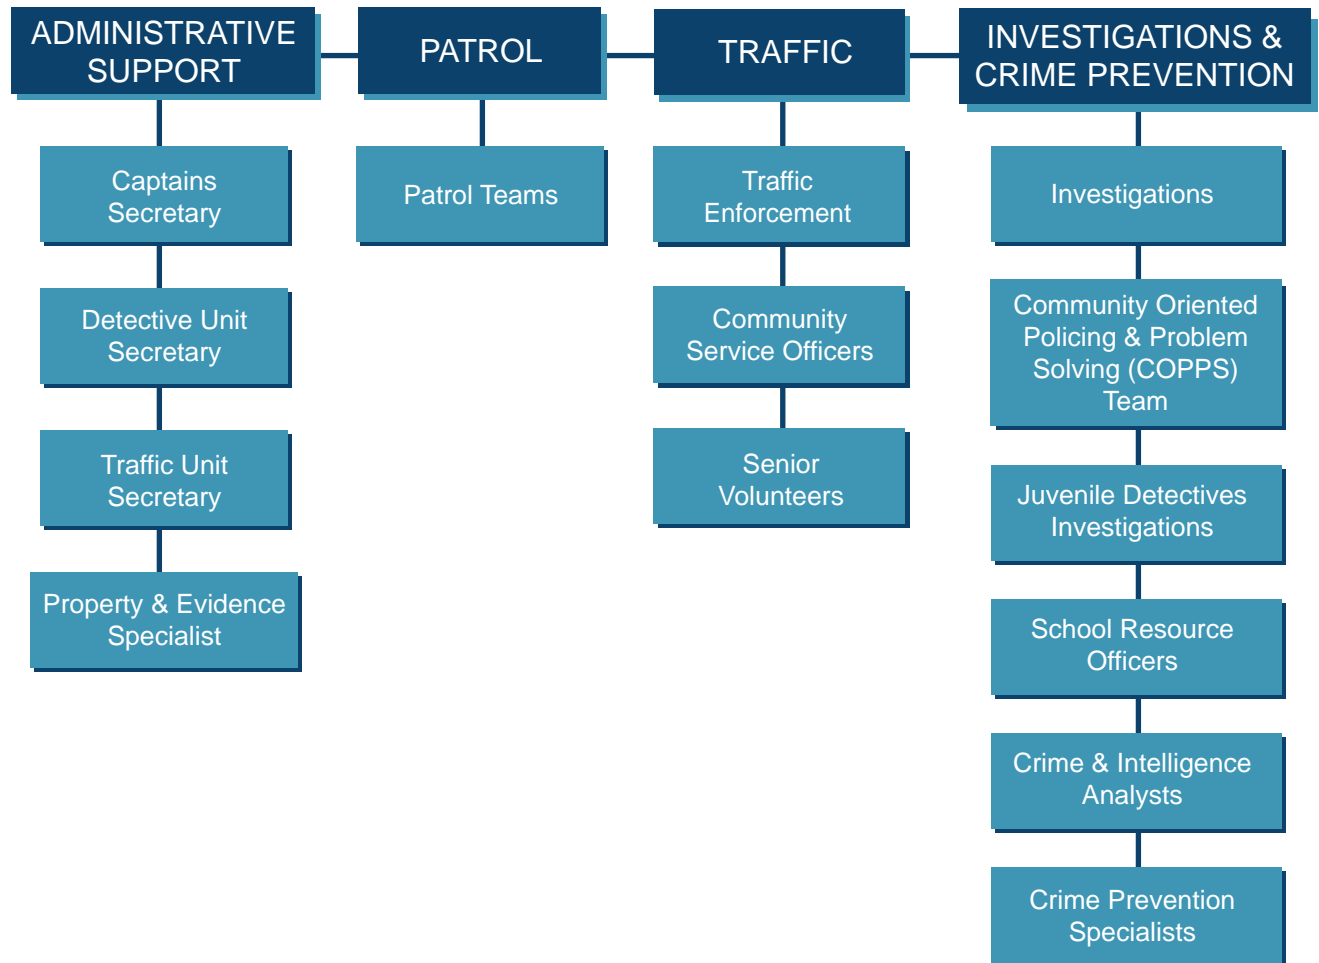 ADMINISTRATIVE
SUPPORT
PATROL
TRAFFIC
INVESTIGATIONS &
CRIME PREVENTION
Captains
Secretary
Detective Unit
Secretary
Traffic Unit
Secretary
Property & Evidence
Specialist
Patrol Teams
Traffic
Enforcement
Community
Service Officers
Senior
Volunteers
Investigations
Community Oriented
Policing & Problem
Solving (COPPS)
Team
Juvenile Detectives
Investigations
School Resource
Officers
Crime & Intelligence
Analysts
Crime Prevention
Specialists